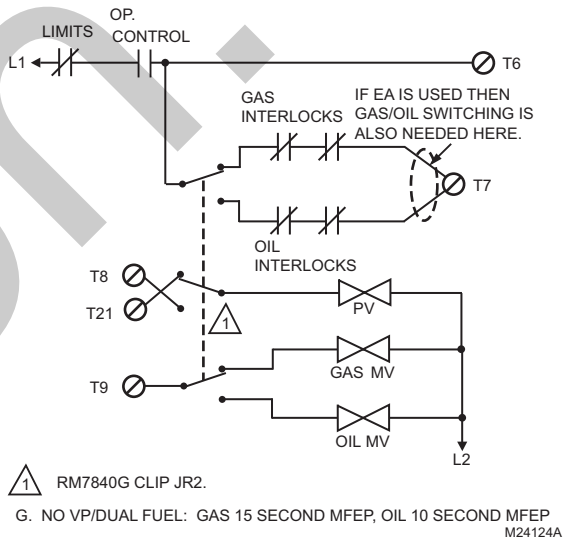 OP.
LIMITS CONTROL
L1
T6
GAS
INTERLOCKS
IF EA IS USED THEN
GAS/OIL SWITCHING IS
ALSO NEEDED HERE.
T7
OIL
INTERLOCKS
T8
T21
1
PV
GAS MV
T9
OIL MV
L2
1 RM7840G CLIP JR2.
G. NO VP/DUAL FUEL: GAS 15 SECOND MFEP, OIL 10 SECOND MFEP
M24124A